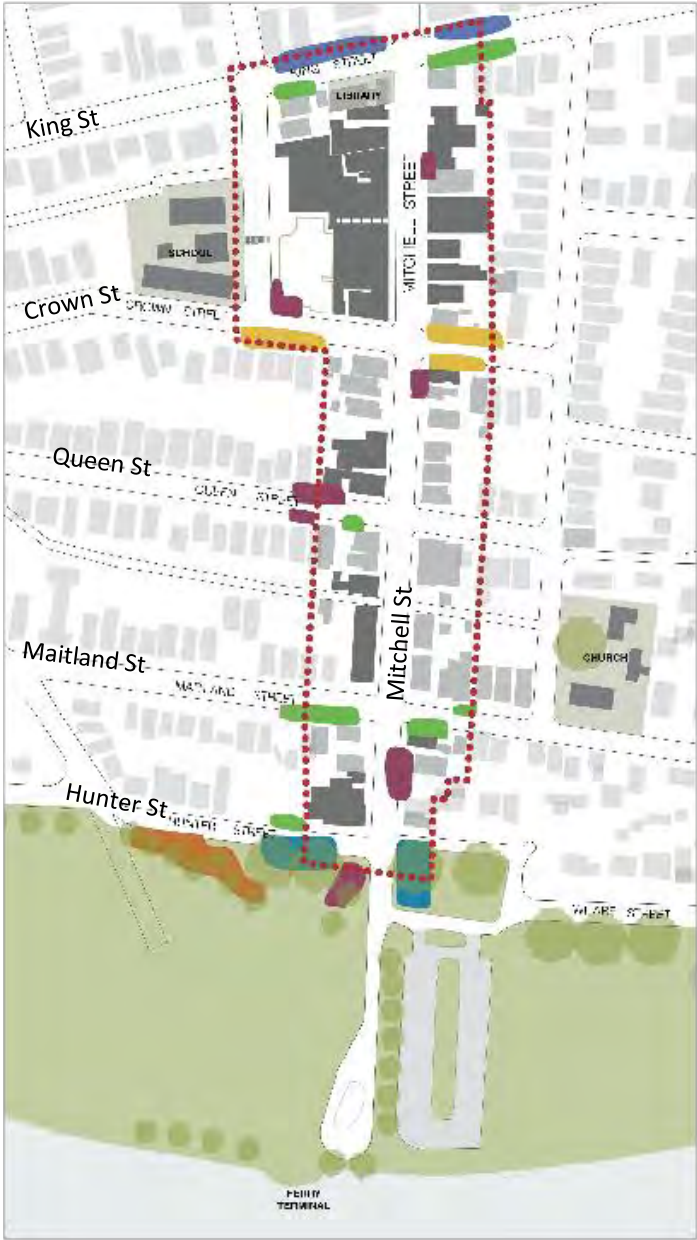 KING STREET
King St
LIBRARY
MITCHELL STREET
SCHOOL
Crown St
CROWN STREET
Queen St
QUEEN STREET
Mitchell St
CHURCH
Maitland St
MAITLAND STREET
Hunter St
HUNTER STREET
WHARF STREET
FERRY
TERMINAL